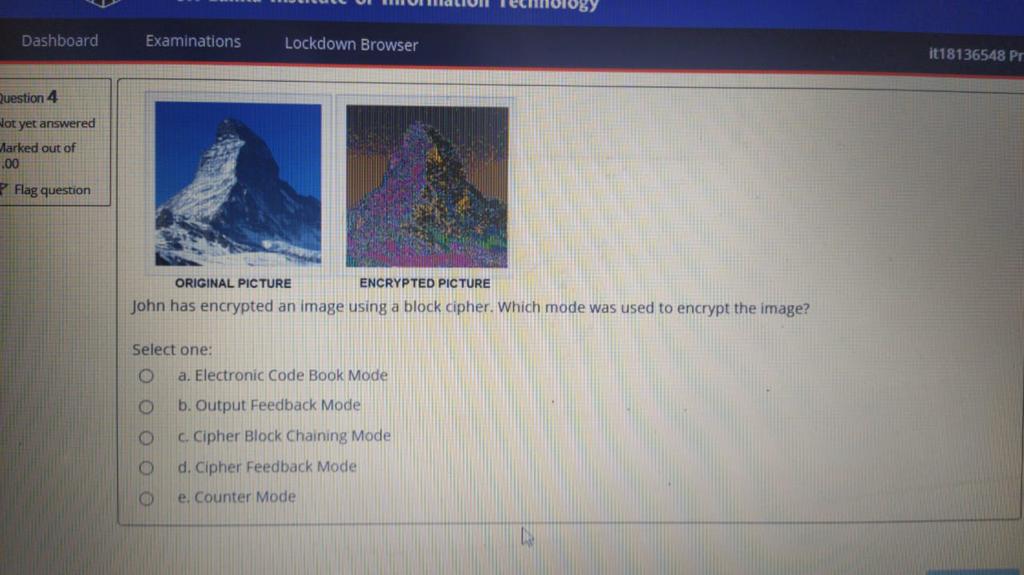 Institute of Information Technology
Dashboard
Examinations
Lockdown Browser
it18136548 Pr
Question 4
Not yet answered
Marked out of
.00
Flag question
ORIGINAL PICTURE
ENCRYPTED PICTURE
John has encrypted an image using a block cipher. Which mode was used to encrypt the image?
Select one:
a. Electronic Code Book Mode
b. Output Feedback Mode
c. Cipher Block Chaining Mode
d. Cipher Feedback Mode
e. Counter Mode